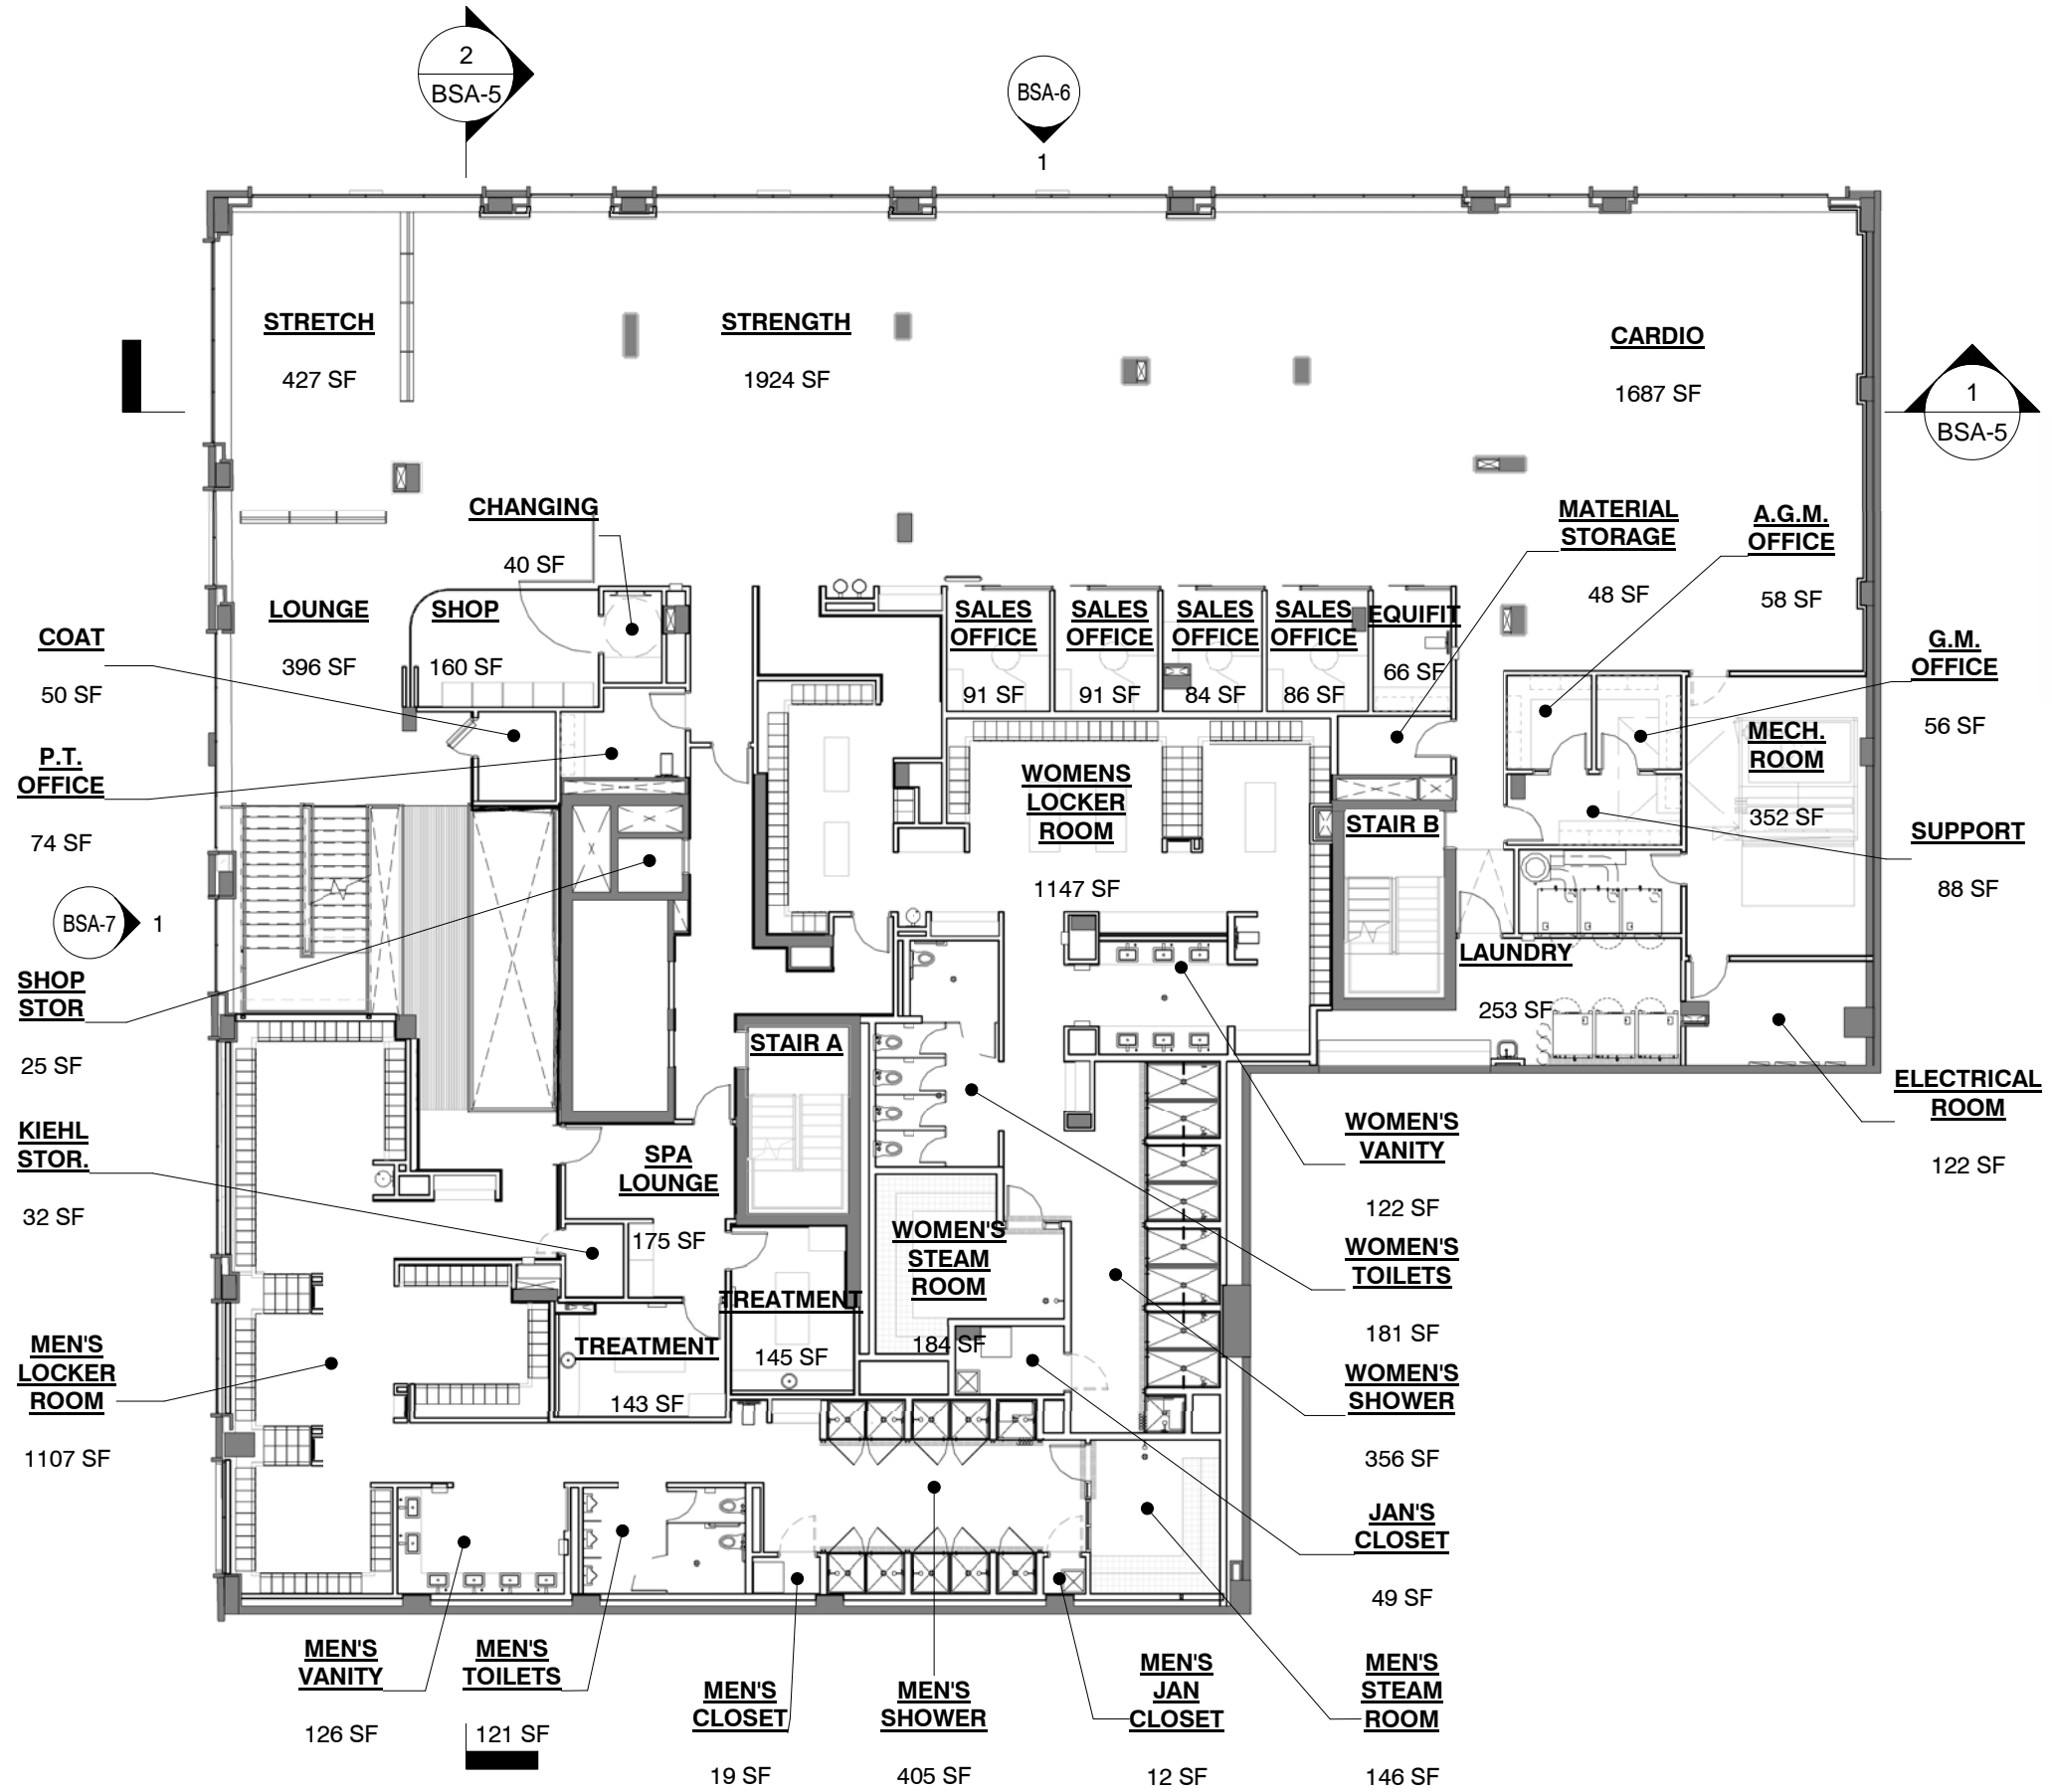 2
BSA-5
BSA-6
1
STRETCH
427 SF
STRENGTH
1924 SF
CARDIO
1687 SF
1
BSA-5
CHANGING
40 SF
MATERIAL
STORAGE
48 SF
A.G.M.
OFFICE
58 SF
LOUNGE
396 SF
SHOP
160 SF
SALES
OFFICE
91 SF
SALES
OFFICE
91 SF
SALES
OFFICE
84 SF
SALES
OFFICE
86 SF
EQUIFIT
66 SF
COAT
50 SF
G.M.
OFFICE
56 SF
P.T.
OFFICE
74 SF
WOMENS
LOCKER
ROOM
1147 SF
STAIR B
MECH.
ROOM
352 SF
SUPPORT
88 SF
BSA-7
1
LAUNDRY
253 SF
SHOP
STOR
25 SF
STAIR A
ELECTRICAL
ROOM
122 SF
KIEHL
STOR.
32 SF
SPA
LOUNGE
175 SF
WOMEN'S
VANITY
122 SF
WOMEN'S
STEAM
ROOM
184 SF
WOMEN'S
TOILETS
181 SF
TREATMENT
145 SF
TREATMENT
143 SF
MEN'S
LOCKER
ROOM
1107 SF
WOMEN'S
SHOWER
356 SF
JAN'S
CLOSET
49 SF
MEN'S
VANITY
126 SF
MEN'S
TOILETS
121 SF
MEN'S
CLOSET
19 SF
MEN'S
SHOWER
405 SF
MEN'S
JAN
CLOSET
12 SF
MEN'S
STEAM
ROOM
146 SF